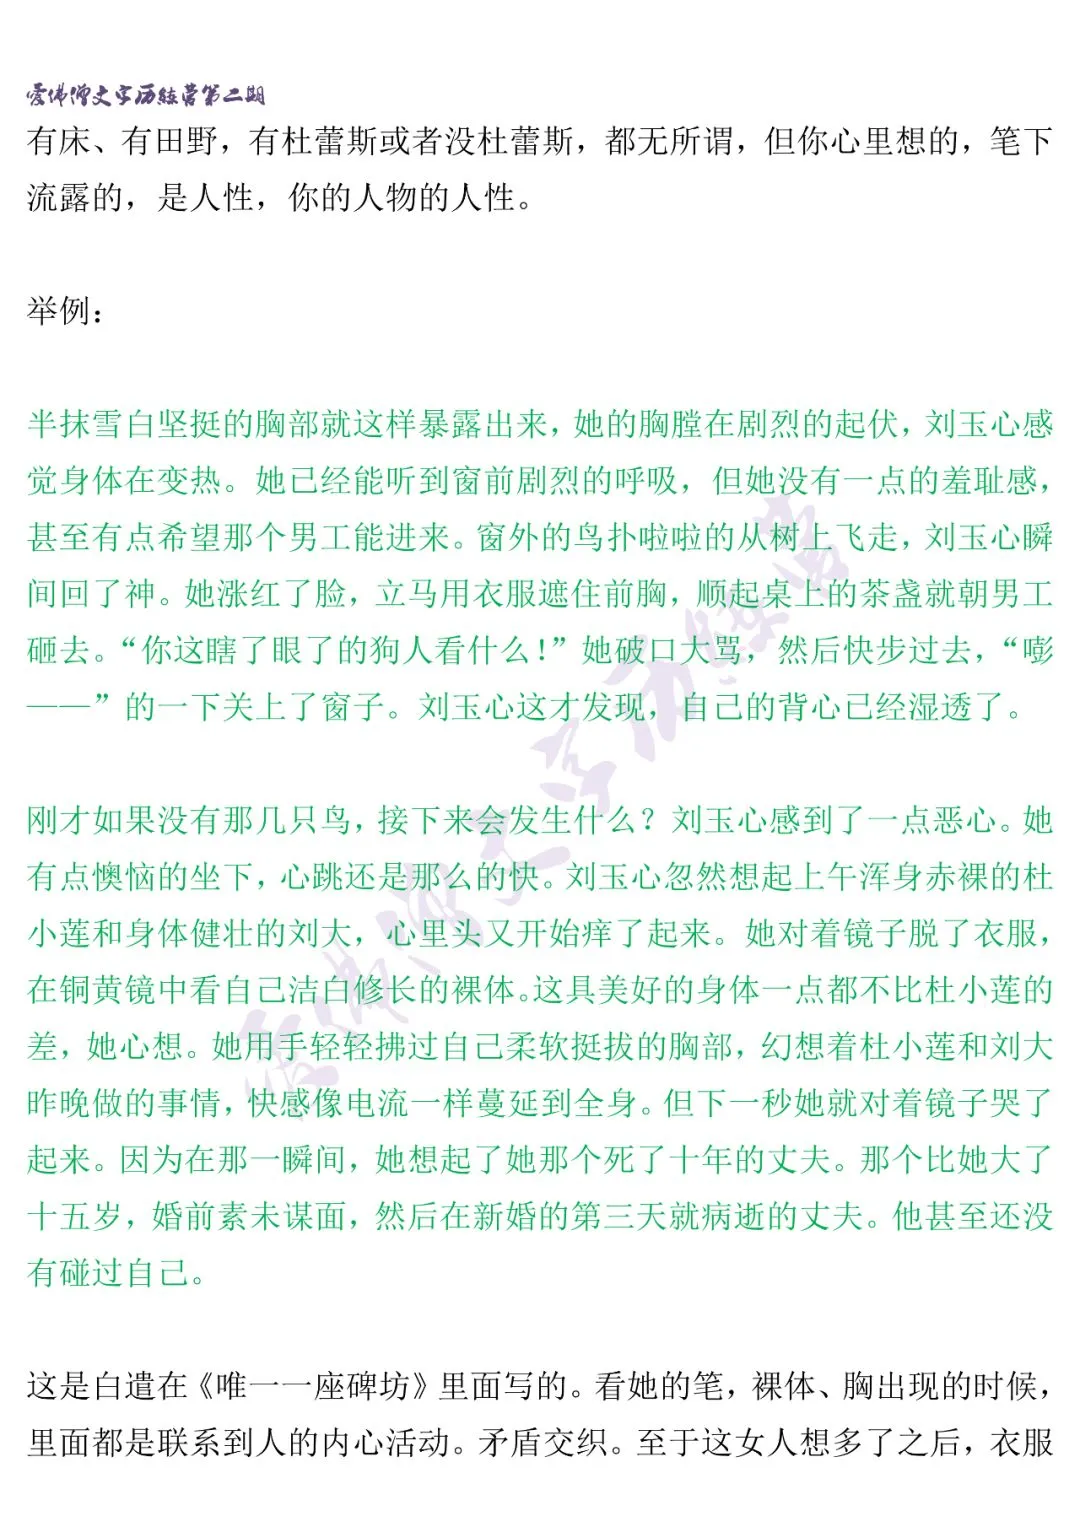 爱佛僧文字历练营第二期
有床、有田野，有杜蕾斯或者没杜蕾斯，都无所谓，但你心里想的，笔下
流露的，是人性，你的人物的人性。
举例：
半抹雪白坚挺的胸部就这样暴露出来，她的胸膛在剧烈的起伏，刘玉心感
觉身体在变热。她已经能听到窗前剧烈的呼吸，但她没有一点的羞耻感，
甚至有点希望那个男工能进来。窗外的鸟扑啦啦的从树上飞走，刘玉心瞬
间回了神。她涨红了脸，立马用衣服遮住前胸，顺起桌上的茶盏就朝男工
砸去。“你这瞎了眼了的狗人看什么！”她破口大骂，然后快步过去，“嘭
——”的一下关上了窗子。刘玉心这才发现，自己的背心已经湿透了。
刚才如果没有那几只鸟，接下来会发生什么？刘玉心感到了一点恶心。她
有点懊恼的坐下，心跳还是那么的快。刘玉心忽然想起上午浑身赤裸的杜
小莲和身体健壮的刘大，心里头又开始痒了起来。她对着镜子脱了衣服，
在铜黄镜中看自己洁白修长的裸体。这具美好的身体一点都不比杜小莲的
差，她心想。她用手轻轻拂过自己柔软挺拔的胸部，幻想着杜小莲和刘大
昨晚做的事情，快感像电流一样蔓延到全身。但下一秒她就对着镜子哭了
起来。因为在那一瞬间，她想起了她那个死了十年的丈夫。那个比她大了
十五岁，婚前素未谋面，然后在新婚的第三天就病逝的丈夫。他甚至还没
有碰过自己。
这是白遣在《唯一一座碑坊》里面写的。看她的笔，裸体、胸出现的时候，
里面都是联系到人的内心活动。矛盾交织。至于这女人想多了之后，衣服
爱佛僧文字历练营